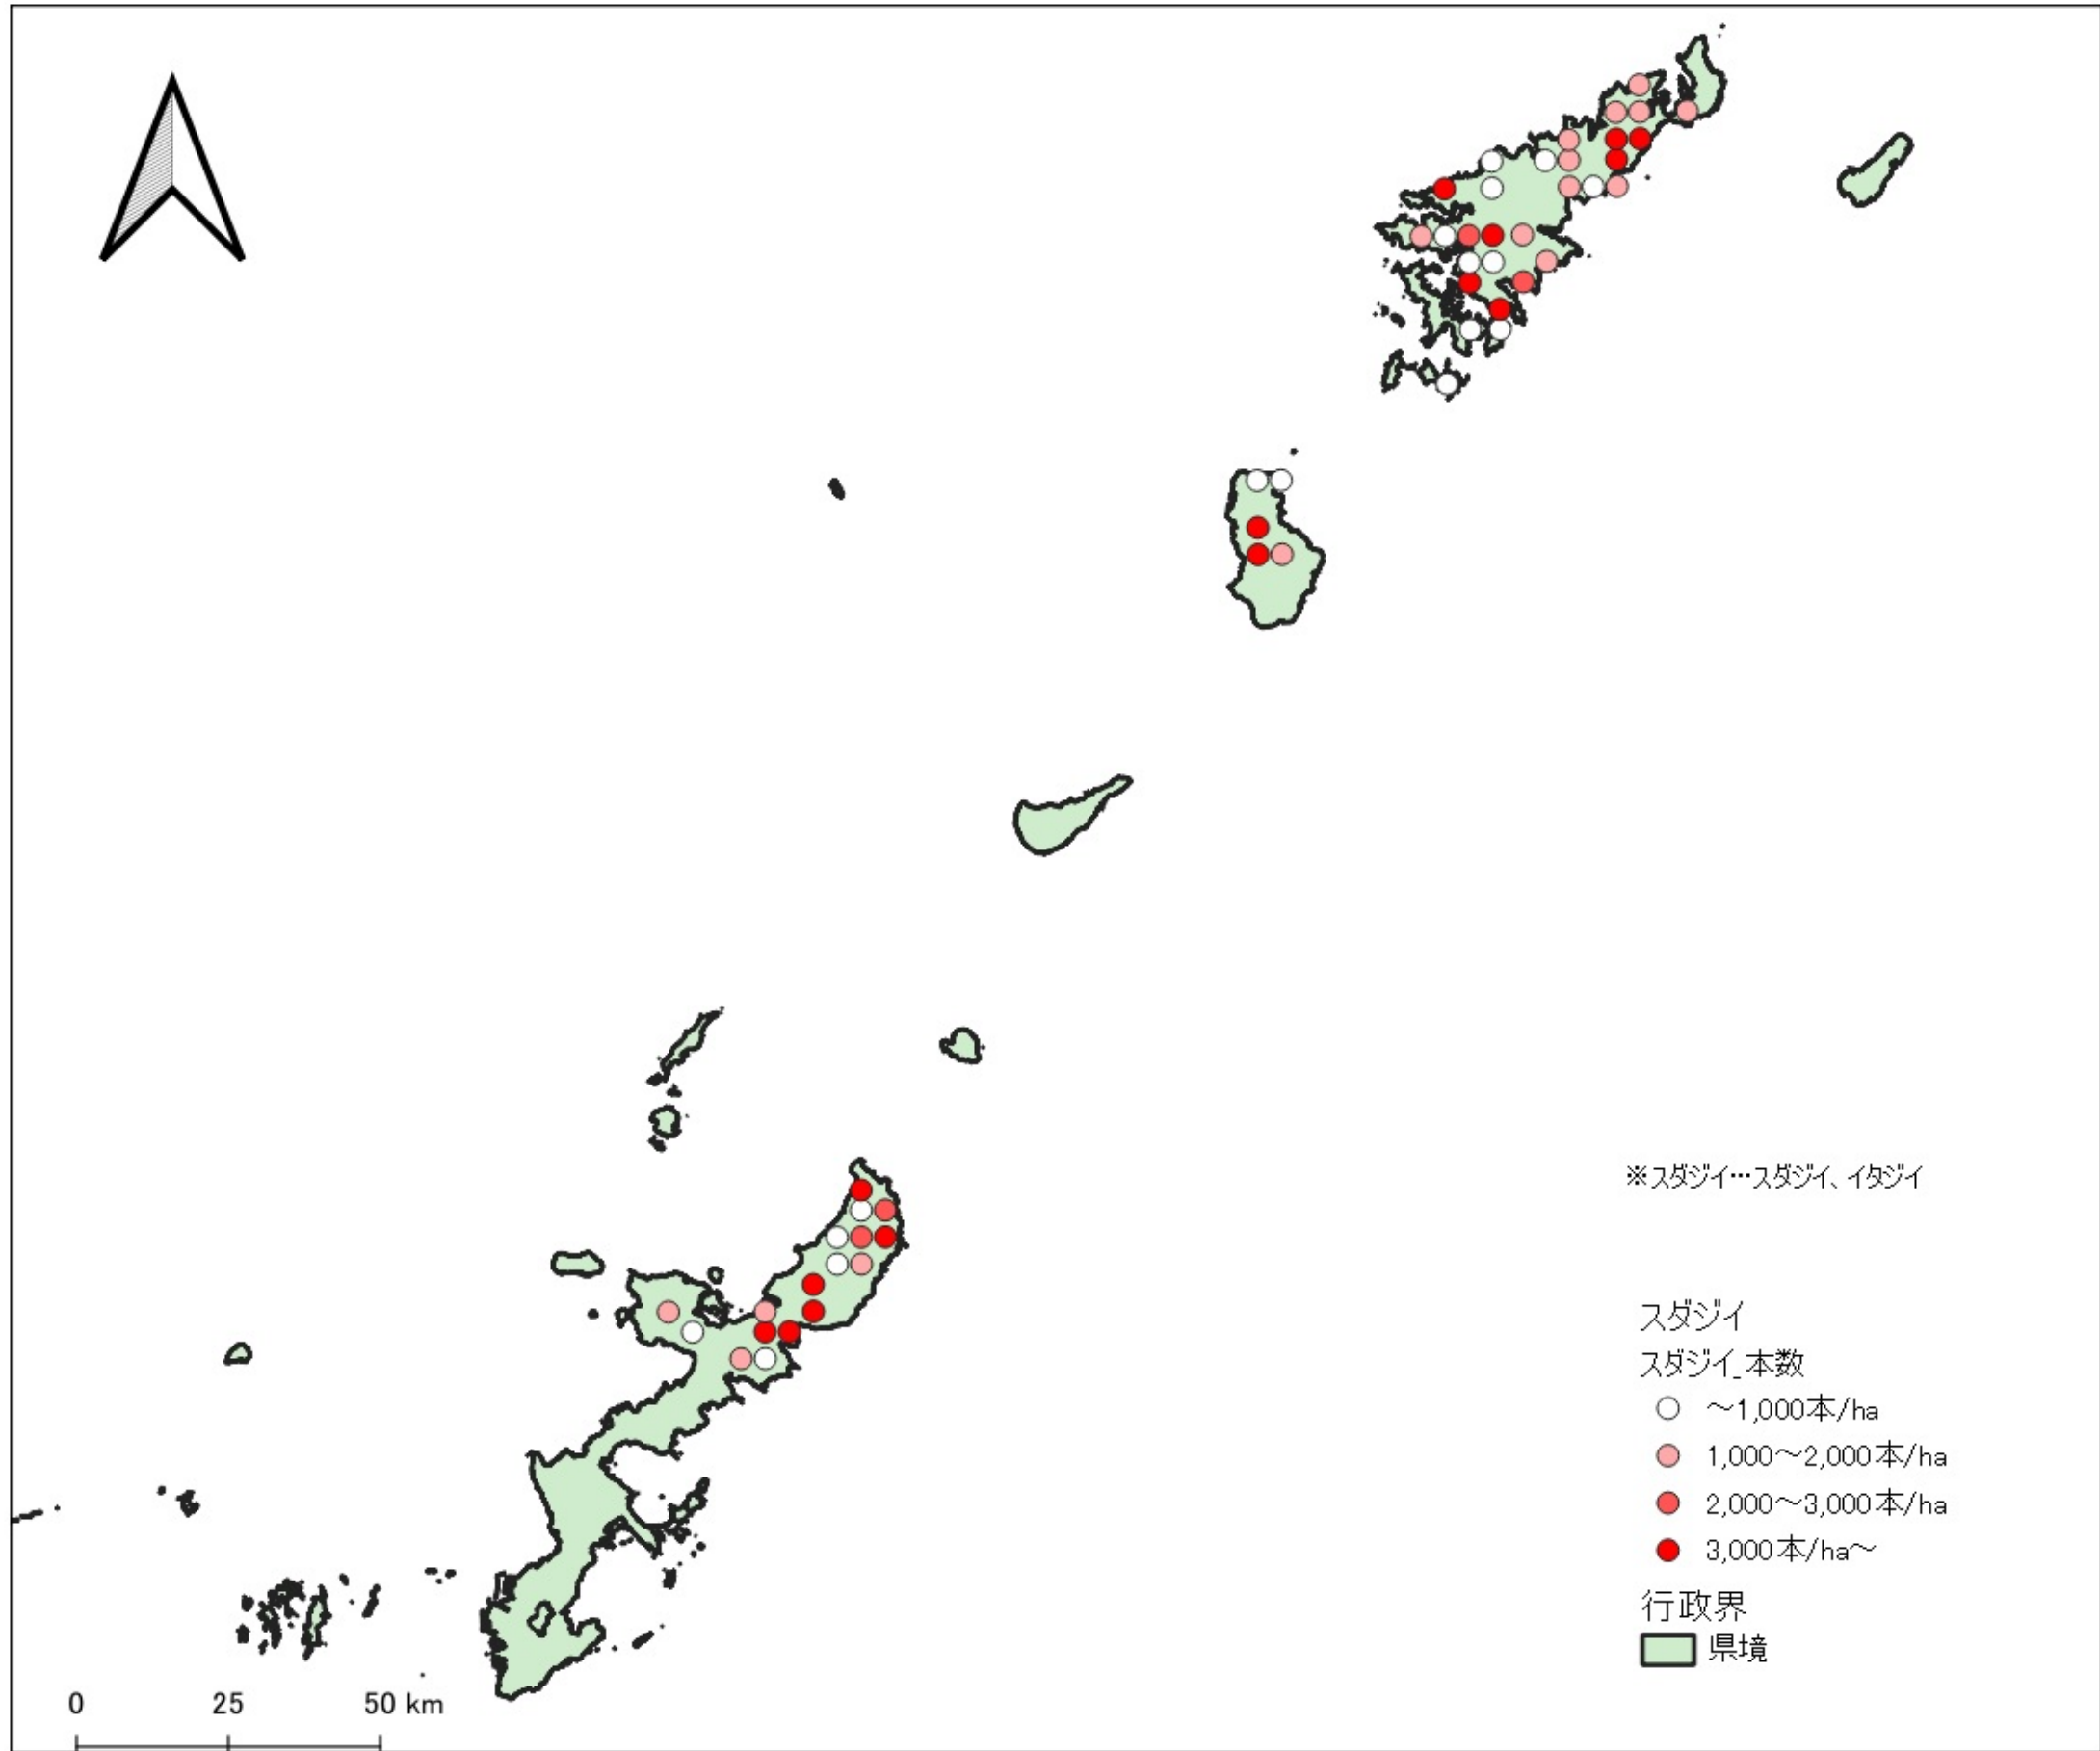 ※スダジイ…スダジイ、イタジイ
スダジイ
スダジイ_本数
～1,000本/ha
1,000～2,000本/ha
2,000～3,000本/ha
3,000本/ha～
行政界
県境
0 25 50 km